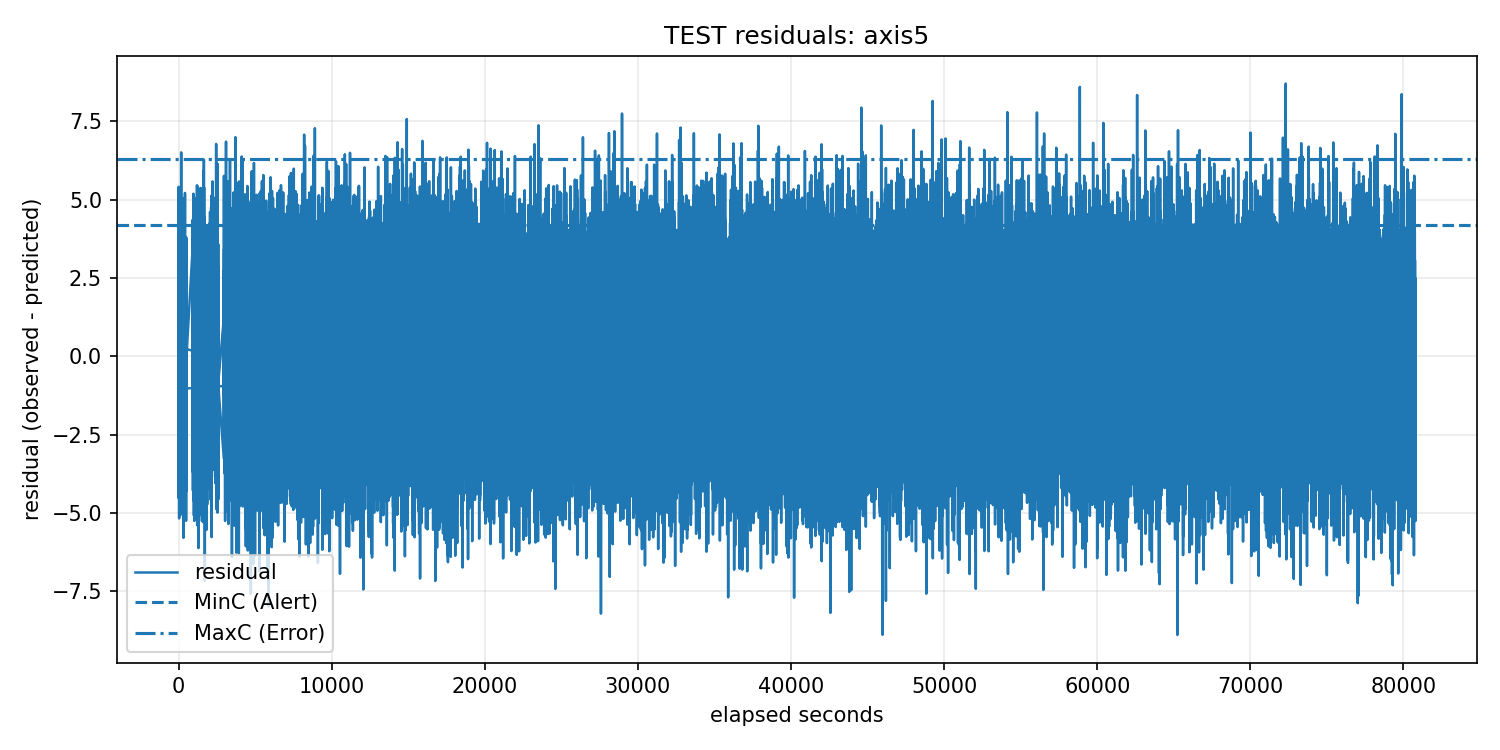 TEST residuals: axis5
residual (observed - predicted)
7.5
5.0
2.5
0.0
−2.5
−5.0
−7.5
residual
MinC (Alert)
MaxC (Error)
0 10000 20000 30000 40000 50000 60000 70000 80000
elapsed seconds